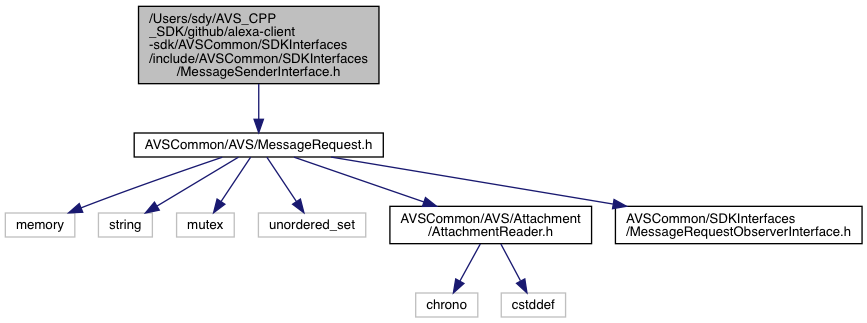 /Users/sdy/AVS_CPP
_SDK/github/alexa-client
-sdk/AVSCommon/SDKInterfaces
/include/AVSCommon/SDKInterfaces
/MessageSenderInterface.h
AVSCommon/AVS/MessageRequest.h
memory
string
mutex
unordered_set
AVSCommon/AVS/Attachment
/AttachmentReader.h
AVSCommon/SDKInterfaces
/MessageRequestObserverInterface.h
chrono
cstddef